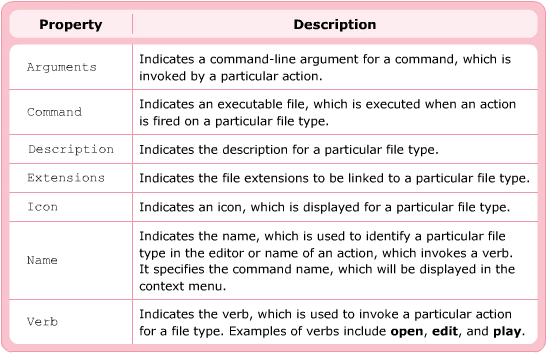 Property Description
Arguments Indicates a command-line argument for a command, which is
invoked by a particular action.
Command Indicates an executable file, which is executed when an action
is fired on a particular file type.
Description Indicates the description for a particular file type.
Extensions Indicates the file extensions to be linked to a particular file type.
Icon Indicates an icon, which is displayed for a particular file type.
Name Indicates the name, which is used to identify a particular file
type in the editor or name of an action, which invokes a verb.
It specifies the command name, which will be displayed in the
context menu.
Verb Indicates the verb, which is used to invoke a particular action
for a file type. Examples of verbs include open, edit, and play.